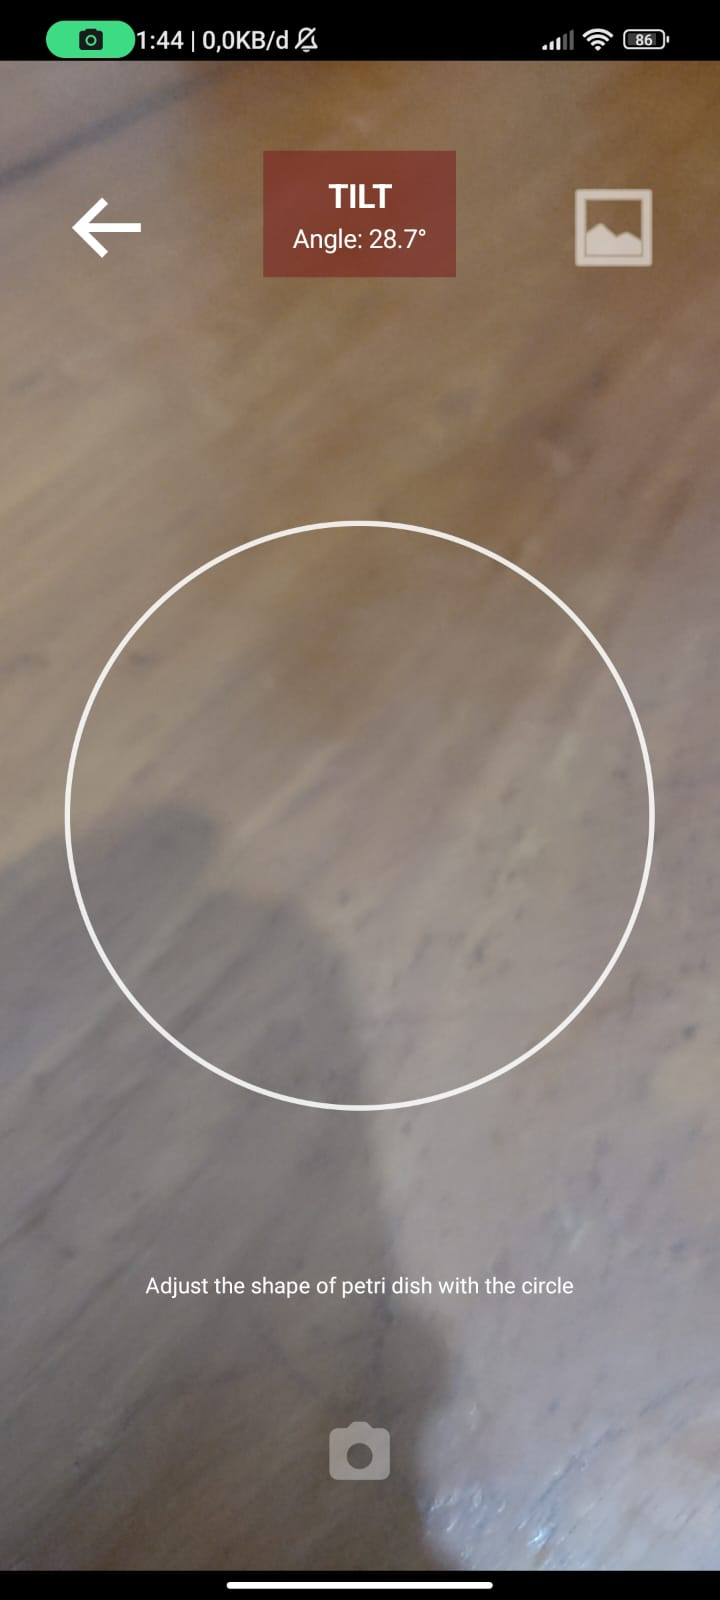 1:44 | 0,0KB/d
86
TILT
Angle: 28.7°
Adjust the shape of petri dish with the circle